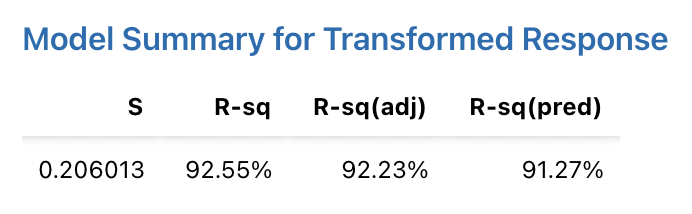 Model Summary for Transformed Response
S R-sq R-sq(adj) R-sq(pred)
0.206013 92.55% 92.23% 91.27%